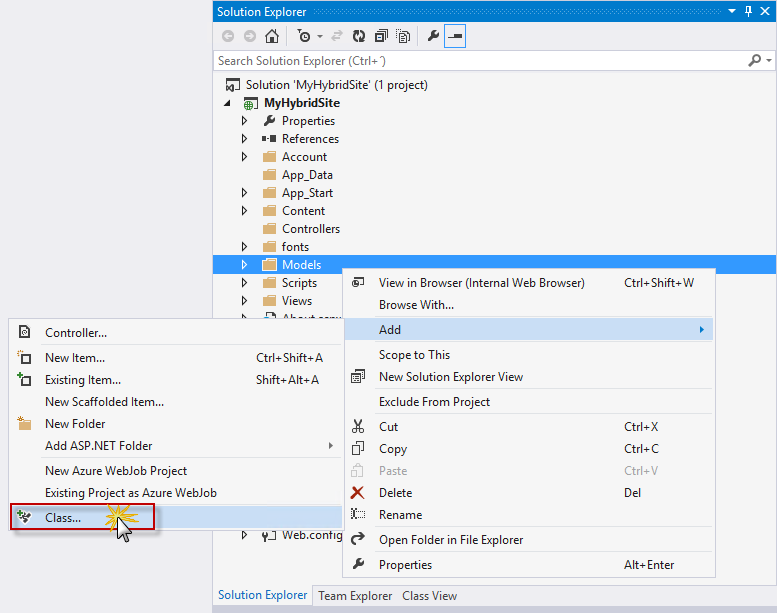 Solution Explorer
Search Solution Explorer (Ctrl+´)
Solution 'MyHybridSite' (1 project)
MyHybridSite
Properties
References
Account
App_Data
App_Start
Content
Controllers
fonts
Models
Scripts
Views
View in Browser (Internal Web Browser) Ctrl+Shift+W
Browse With...
Add
Scope to This
New Solution Explorer View
Exclude From Project
Cut Ctrl+X
Copy Ctrl+C
Paste Ctrl+V
Delete Del
Rename
Open Folder in File Explorer
Properties Alt+Enter
Controller...
New Item... Ctrl+Shift+A
Existing Item... Shift+Alt+A
New Scaffolded Item...
New Folder
Add ASP.NET Folder
New Azure WebJob Project
Existing Project as Azure WebJob
Class...
Web.config
Solution Explorer Team Explorer Class View